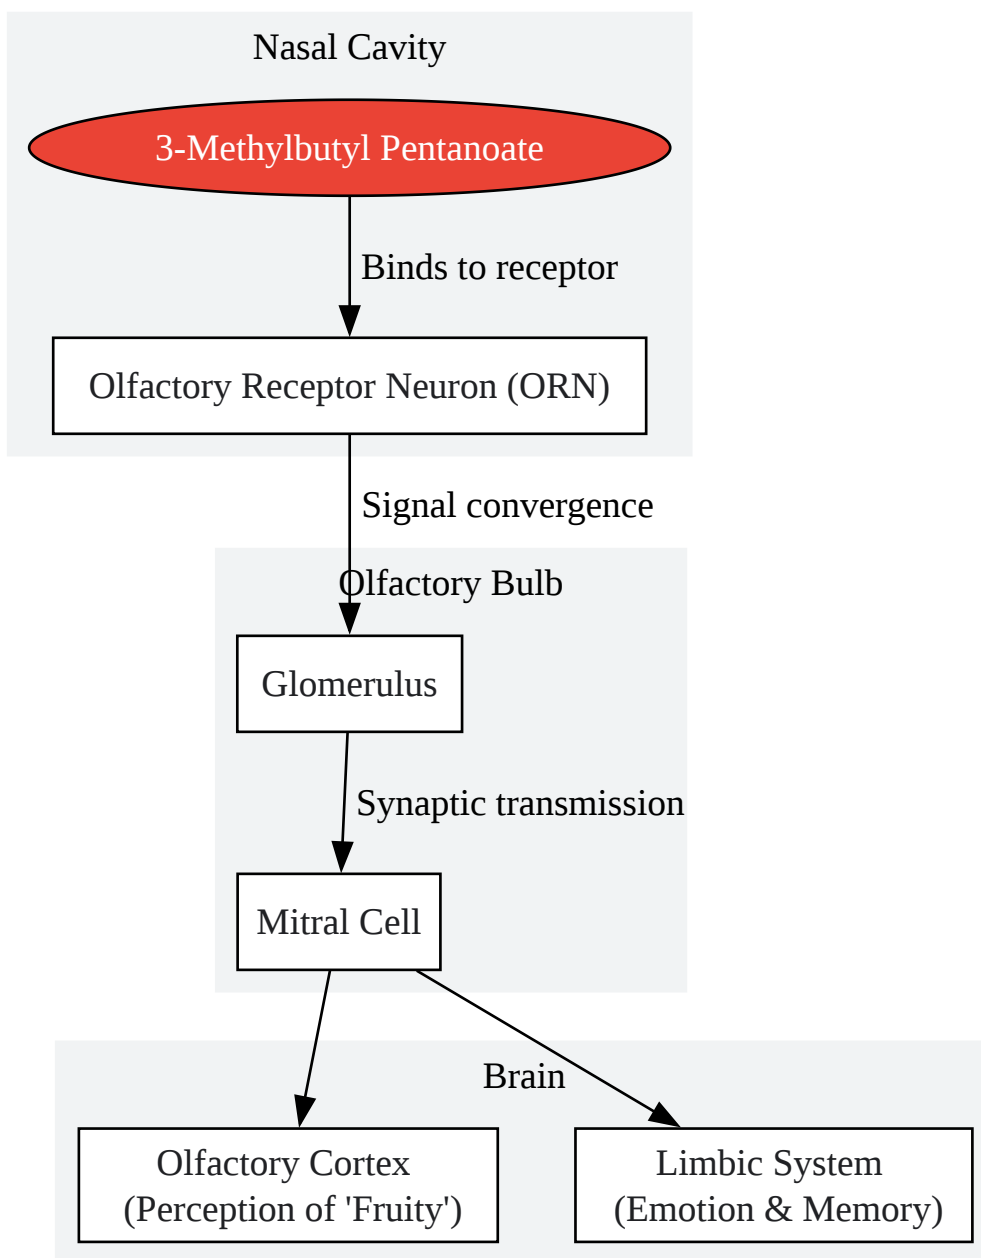 Nasal Cavity
3-Methylbutyl Pentanoate
Binds to receptor
Olfactory Receptor Neuron (ORN)
Signal convergence
Olfactory Bulb
Glomerulus
Synaptic transmission
Mitral Cell
Brain
Olfactory Cortex
(Perception of 'Fruity')
Limbic System
(Emotion & Memory)